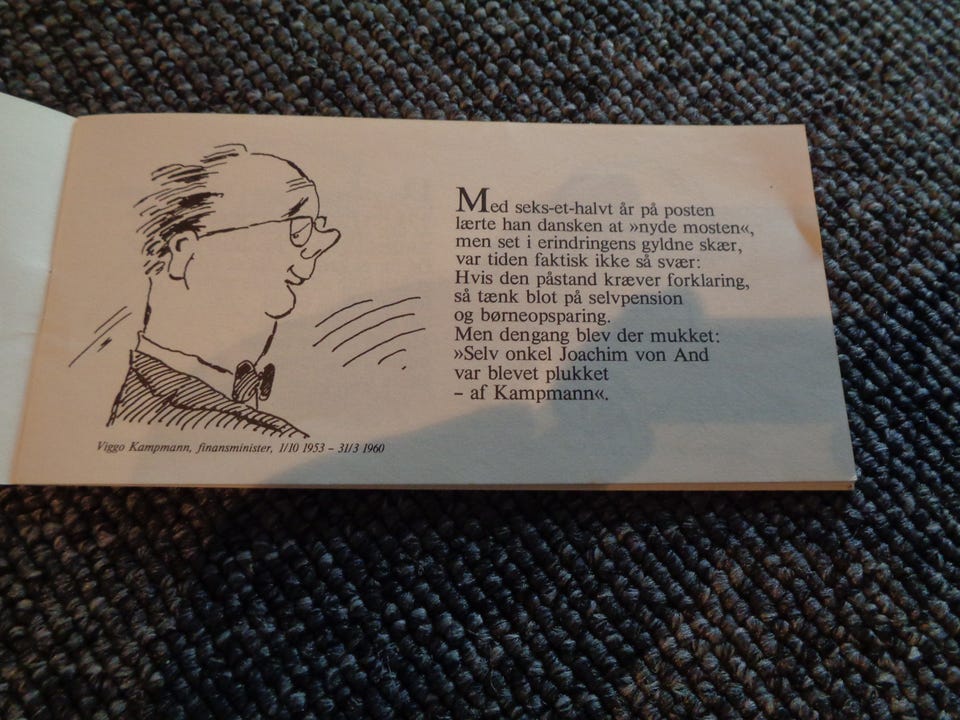 Med seks-et-halvt år på posten
lærte han dansken at »nyde mosten«,
men set i erindringens gyldne skær,
var tiden faktisk ikke så svær:
Hvis den påstand kræver forklaring,
så tænk blot på selvpension
og børneopsparing.
Men dengang blev der mukket:
»Selv onkel Joachim von And
var blevet plukket
– af Kampmann«.
Viggo Kampmann, finansminister, 1/10 1953 – 31/3 1960